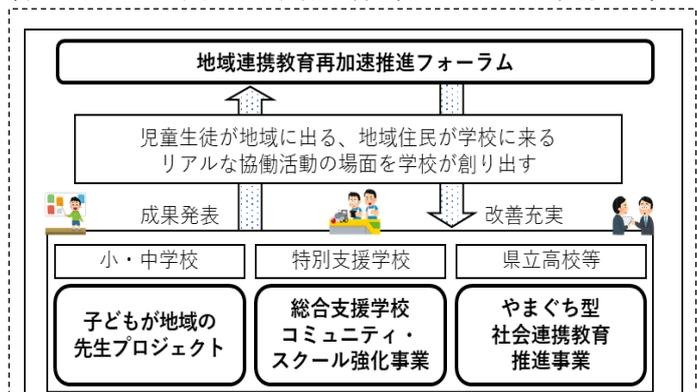 地域連携教育再加速推進フォーラム
児童生徒が地域に出る、地域住民が学校に来る
リアルな協働活動の場面を学校が創り出す
成果発表
改善充実
小・中学校
特別支援学校
県立高校等
子どもが地域の
先生プロジェクト
総合支援学校
コミュニティ・
スクール強化事業
やまぐち型
社会連携教育
推進事業